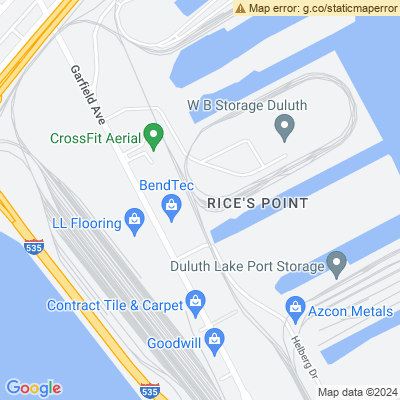 Map error: g.co/staticmaperror
Garfield Ave
W B Storage Duluth
CrossFit Aerial
BendTec
RICE'S POINT
LL Flooring
535
Duluth Lake Port Storage
Contract Tile & Carpet
Azcon Metals
Goodwill
Helberg Dr
535
Google
Map data ©2024